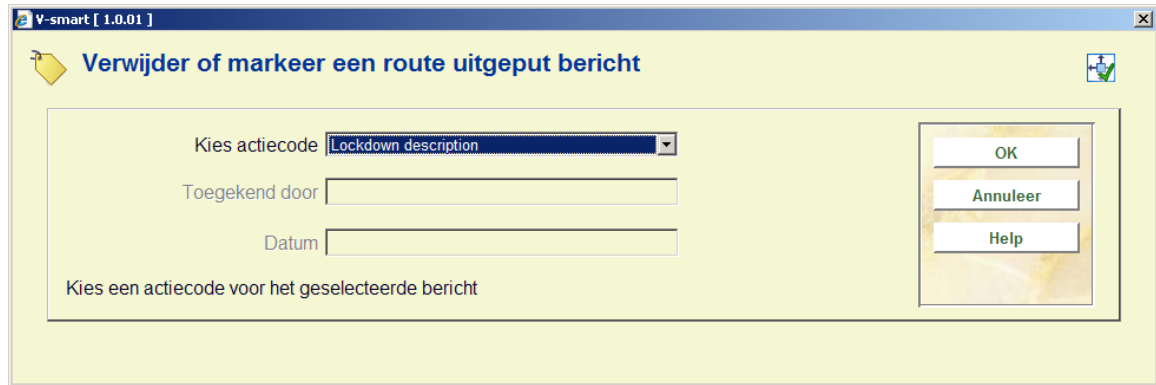 V-smart [ 1.0.01 ]
Verwijder of markeer een route uitgeput bericht
Kies actiecode Lockdown description
OK
Toegekend door
Annuleer
Datum
Help
Kies een actiecode voor het geselecteerde bericht